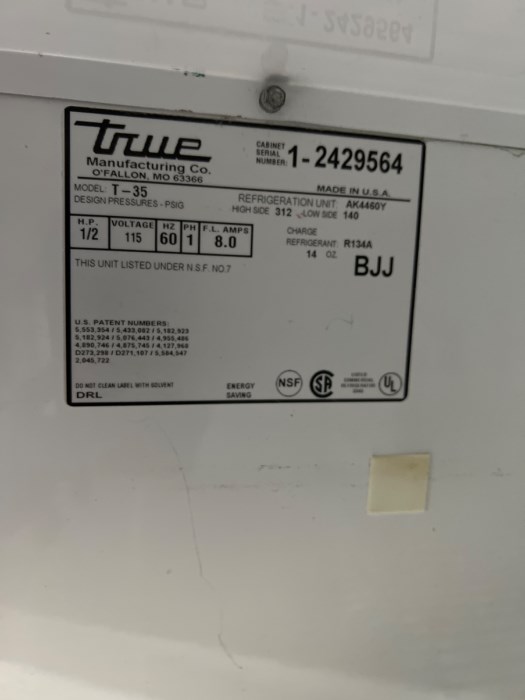 1-2429564
true
Manufacturing Co.
O'FALLON, MO 63366
CABINET
SERIAL
NUMBER: 1-2429564
MADE IN U.S.A.
MODEL: T-35
REFRIGERATION UNIT: AK4460Y
DESIGN PRESSURES - PSIG
HIGH SIDE 312 LOW SIDE 140
H.P. VOLTAGE HZ PH F.L. AMPS
1/2 115 60 1 8.0
CHARGE
REFRIGERANT: R134A
14 OZ.
BJJ
THIS UNIT LISTED UNDER N.S.F. NO.7
U.S. PATENT NUMBERS:
DO NOT CLEAN LABEL WITH SOLVENT
DRL
ENERGY
SAVING
NSF
UL